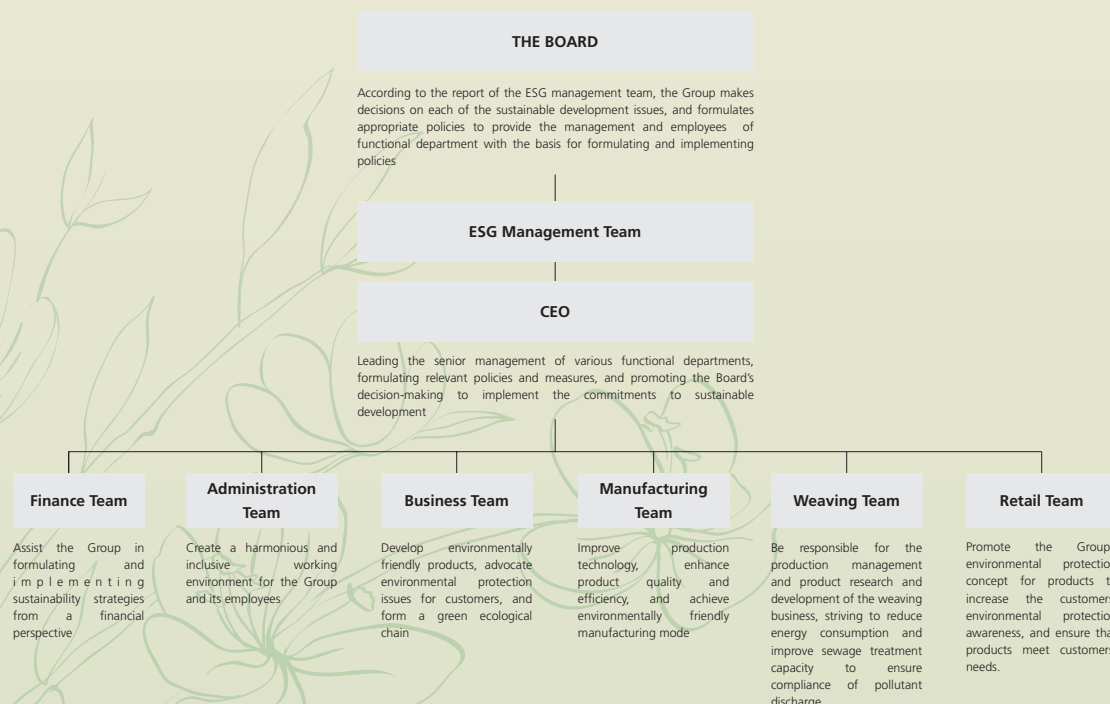 THE BOARD
According to the report of the ESG management team, the Group makes
decisions on each of the sustainable development issues, and formulates
appropriate policies to provide the management and employees of
functional department with the basis for formulating and implementing
policies
ESG Management Team
CEO
Leading the senior management of various functional departments,
formulating relevant policies and measures, and promoting the Board's
decision-making to implement the commitments to sustainable
development
Finance Team
Assist the Group in
formulating and
implementing
sustainability strategies
from a financial
perspective
Administration
Team
Create a harmonious and
inclusive working
environment for the Group
and its employees
Business Team
Develop environmentally
friendly products, advocate
environmental protection
issues for customers, and
form a green ecological
chain
Manufacturing
Team
Improve production
technology, enhance
product quality and
efficiency, and achieve
environmentally friendly
manufacturing mode
Weaving Team
Be responsible for the
production management
and product research and
development of the weaving
business, striving to reduce
energy consumption and
improve sewage treatment
capacity to ensure
compliance of pollutant
discharge
Retail Team
Promote the Group
environmental
concept for products
increase the customers
environmental
awareness, and ensure
products meet customers
needs.